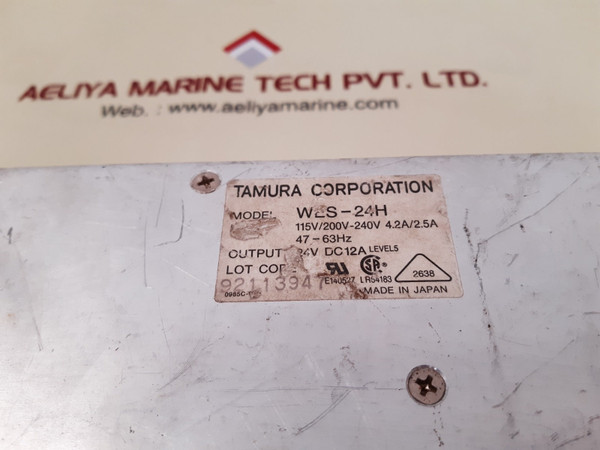 AELIYA MARINE TECH PVT. LTD.
Web. : www.aeliyamarine.com
TAMURA CORPORATION
MODEL WES-24H
115V/200V-240V 4.2A/2.5A
47-63Hz
OUTPUT 24V DC12A LEVEL5
LOT CODE
92113947
E140527 LR54183 2638
MADE IN JAPAN